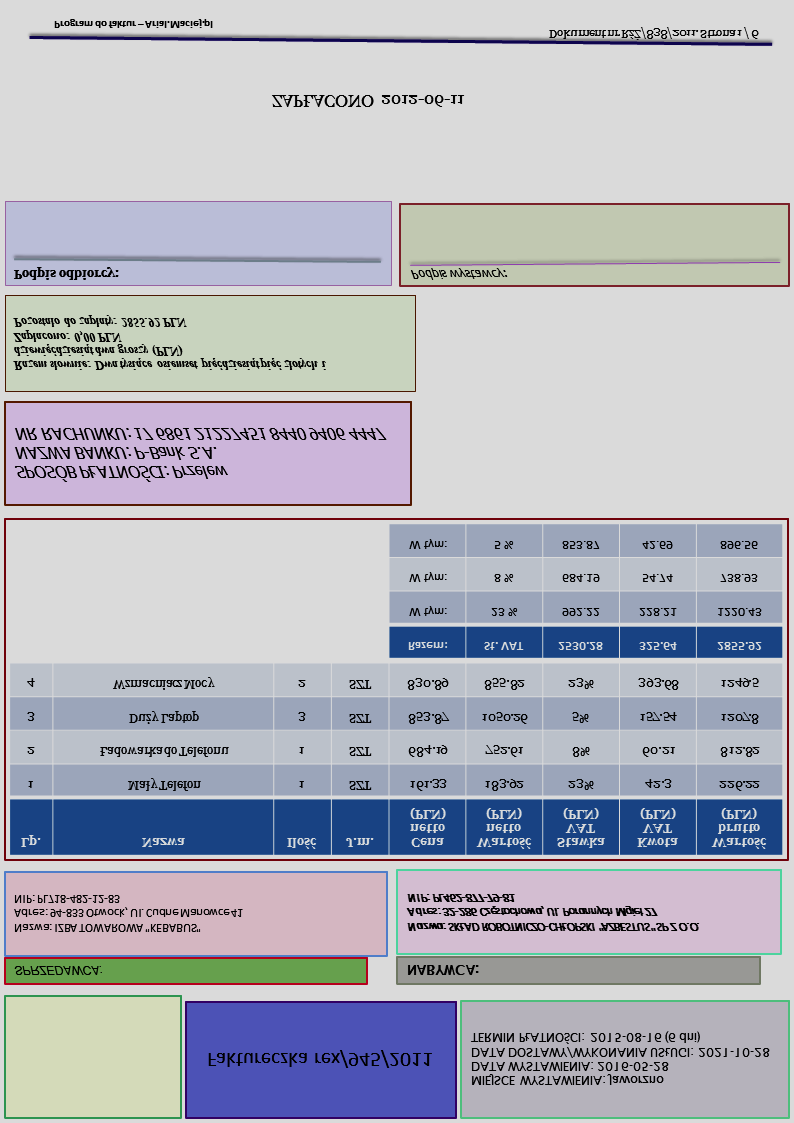 Faktureczka rex/945/2011
MIEJSCE WYSTAWIENIA: Jaworzno
DATA WYSTAWIENIA: 2016-05-28
DATA DOSTAWY/WYKONANIA USŁUGI: 2021-10-28
TERMIN PŁATNOŚCI: 2015-08-16 (6 dni)
SPRZEDAWCA:
Nazwa: IZBA TOWAROWA "KEBABUS"
Adres: 94-833 Otwock, Ul. Cudne Manowce 41
NIP: PL718-482-12-83
NABYWCA:
Nazwa: SKŁAD ROBOTNICZO-CHŁOPSKI "AZBESTUS" SP Z O.O.
Adres: 32-286 Częstochowa, Ul. Porannych Mgieł 27
NIP: PL462-877-79-81
Lp. Nazwa Ilość J.m. Cena netto (PLN) Wartość netto (PLN) Stawka VAT (PLN) Kwota VAT (PLN) Wartość brutto (PLN)
1 Mały Telefon 1 SZT 161.33 183.92 23% 42.3 226.22
2 Ładowarka do Telefonu 1 SZT 684.19 752.61 8% 60.21 812.82
3 Duży Laptop 3 SZT 853.87 1050.26 5% 157.54 1207.8
4 Wzmacniacz Mocy 2 SZT 830.89 855.82 23% 393.68 1249.5
Razem: St. VAT 2530.28 325.64 2855.92
W tym: 23 % 992.22 228.21 1220.43
W tym: 8 % 684.19 54.74 738.93
W tym: 5 % 853.87 42.69 896.56
SPOSÓB PŁATNOŚCI: Przelew
NAZWA BANKU: P-Bank S.A.
NR RACHUNKU: 17 6861 21227451 8440 9406 4447
Razem słownie: Dwa tysiące osiemset pięćdziesiąt pięć złotych i
dziewięćdziesiąt dwa groszy (PLN)
Zapłacono: 0,00 PLN
Pozostało do zapłaty: 2855.92 PLN
Podpis odbiorcy:
Podpis wystawcy:
ZAPŁACONO 2012-06-11
Dokument nr RśŻ/838/2011. Strona 1 / 6
Program do faktur – Arial.Maciej.pl